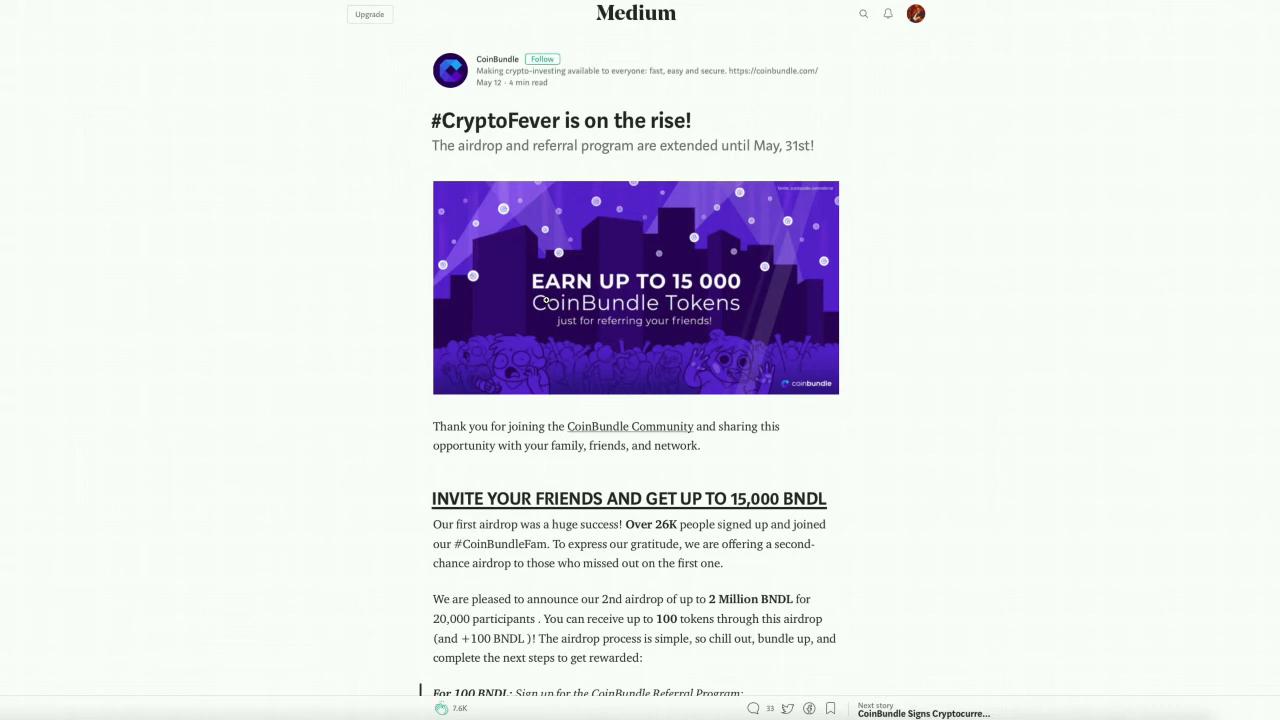 Upgrade
Medium
CoinBundle Follow
Making crypto-investing available to everyone: fast, easy and secure. https://coinbundle.com/
May 12 · 4 min read
#CryptoFever is on the rise!
The airdrop and referral program are extended until May, 31st!
EARN UP TO 15 000
CoinBundle Tokens
just for referring your friends!
coinbundle
Thank you for joining the CoinBundle Community and sharing this
opportunity with your family, friends, and network.
INVITE YOUR FRIENDS AND GET UP TO 15,000 BNDL
Our first airdrop was a huge success! Over 26K people signed up and joined
our #CoinBundleFam. To express our gratitude, we are offering a second-
chance airdrop to those who missed out on the first one.
We are pleased to announce our 2nd airdrop of up to 2 Million BNDL for
20,000 participants . You can receive up to 100 tokens through this airdrop
(and +100 BNDL )! The airdrop process is simple, so chill out, bundle up, and
complete the next steps to get rewarded:
For 100 BNDL: Sign up for the CoinBundle Referral Program:
7.6K
33
Next story
CoinBundle Signs Cryptocurre...